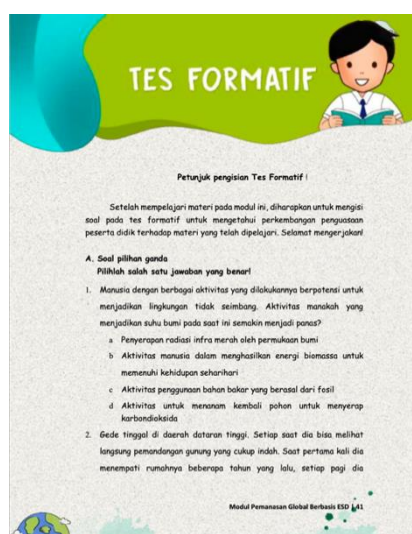 TES FORMATIF
Petunjuk pengisian Tes Formatif !
Setelah mempelajari materi pada modul ini, diharapkan untuk mengisi
soal pada tes formatif untuk mengetahui perkembangan penguasaan
peserta didik terhadap materi yang telah dipelajari. Selamat mengerjakan!
A. Soal pilihan ganda
Pilihlah salah satu jawaban yang benar!
1. Manusia dengan berbagai aktivitas yang dilakukannya berpotensi untuk
menjadikan lingkungan tidak seimbang. Aktivitas manakah yang
menjadikan suhu bumi pada saat ini semakin menjadi panas?
a Penyerapan radiasi infra merah oleh permukaan bumi
b Aktivitas manusia dalam menghasilkan energi biomassa untuk
memenuhi kehidupan seharihari
c Aktivitas penggunaan bahan bakar yang berasal dari fosil
d Aktivitas untuk menanam kembali pohon untuk menyerap
karbondioksida
2. Gede tinggal di daerah dataran tinggi. Setiap saat dia bisa melihat
langsung pemandangan gunung yang cukup indah. Saat pertama kali dia
menempati rumahnya beberapa tahun yang lalu, setiap pagi dia
Modul Pemanasan Global Berbasis ESD | 41